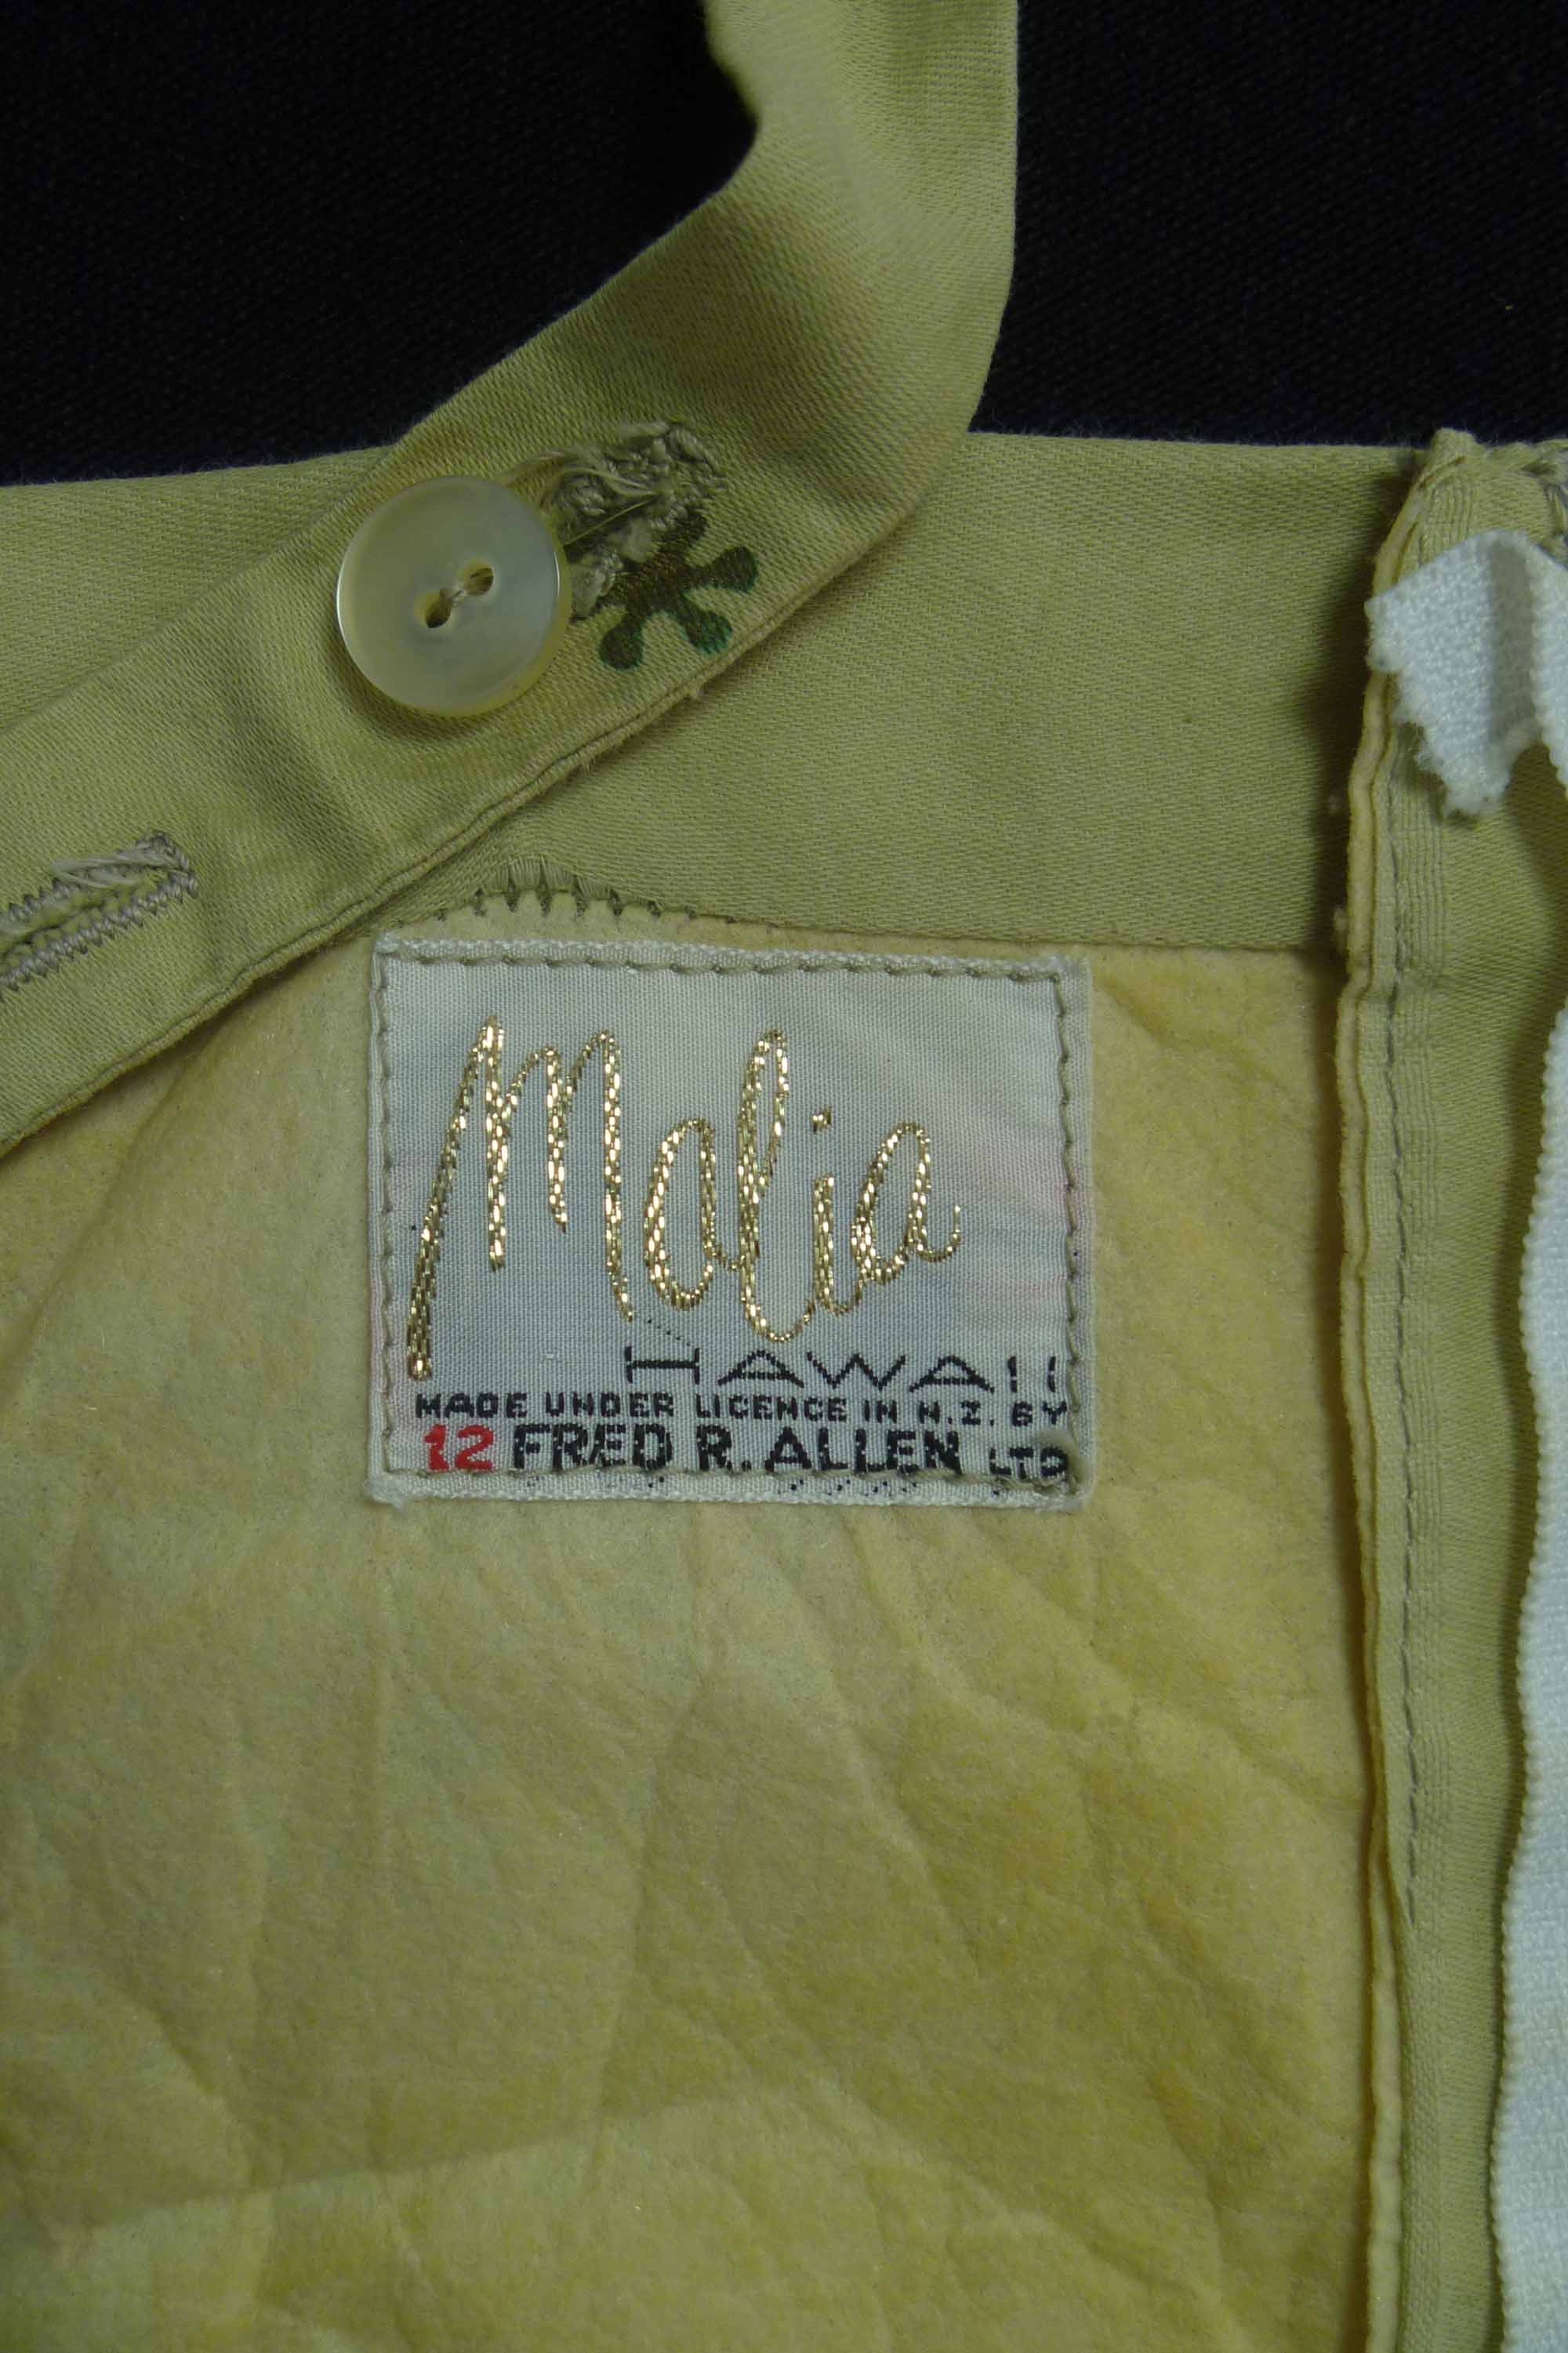 Malia
HAWAII
MADE UNDER LICENCE IN N.Z. BY
12 FRED R. ALLEN LTD